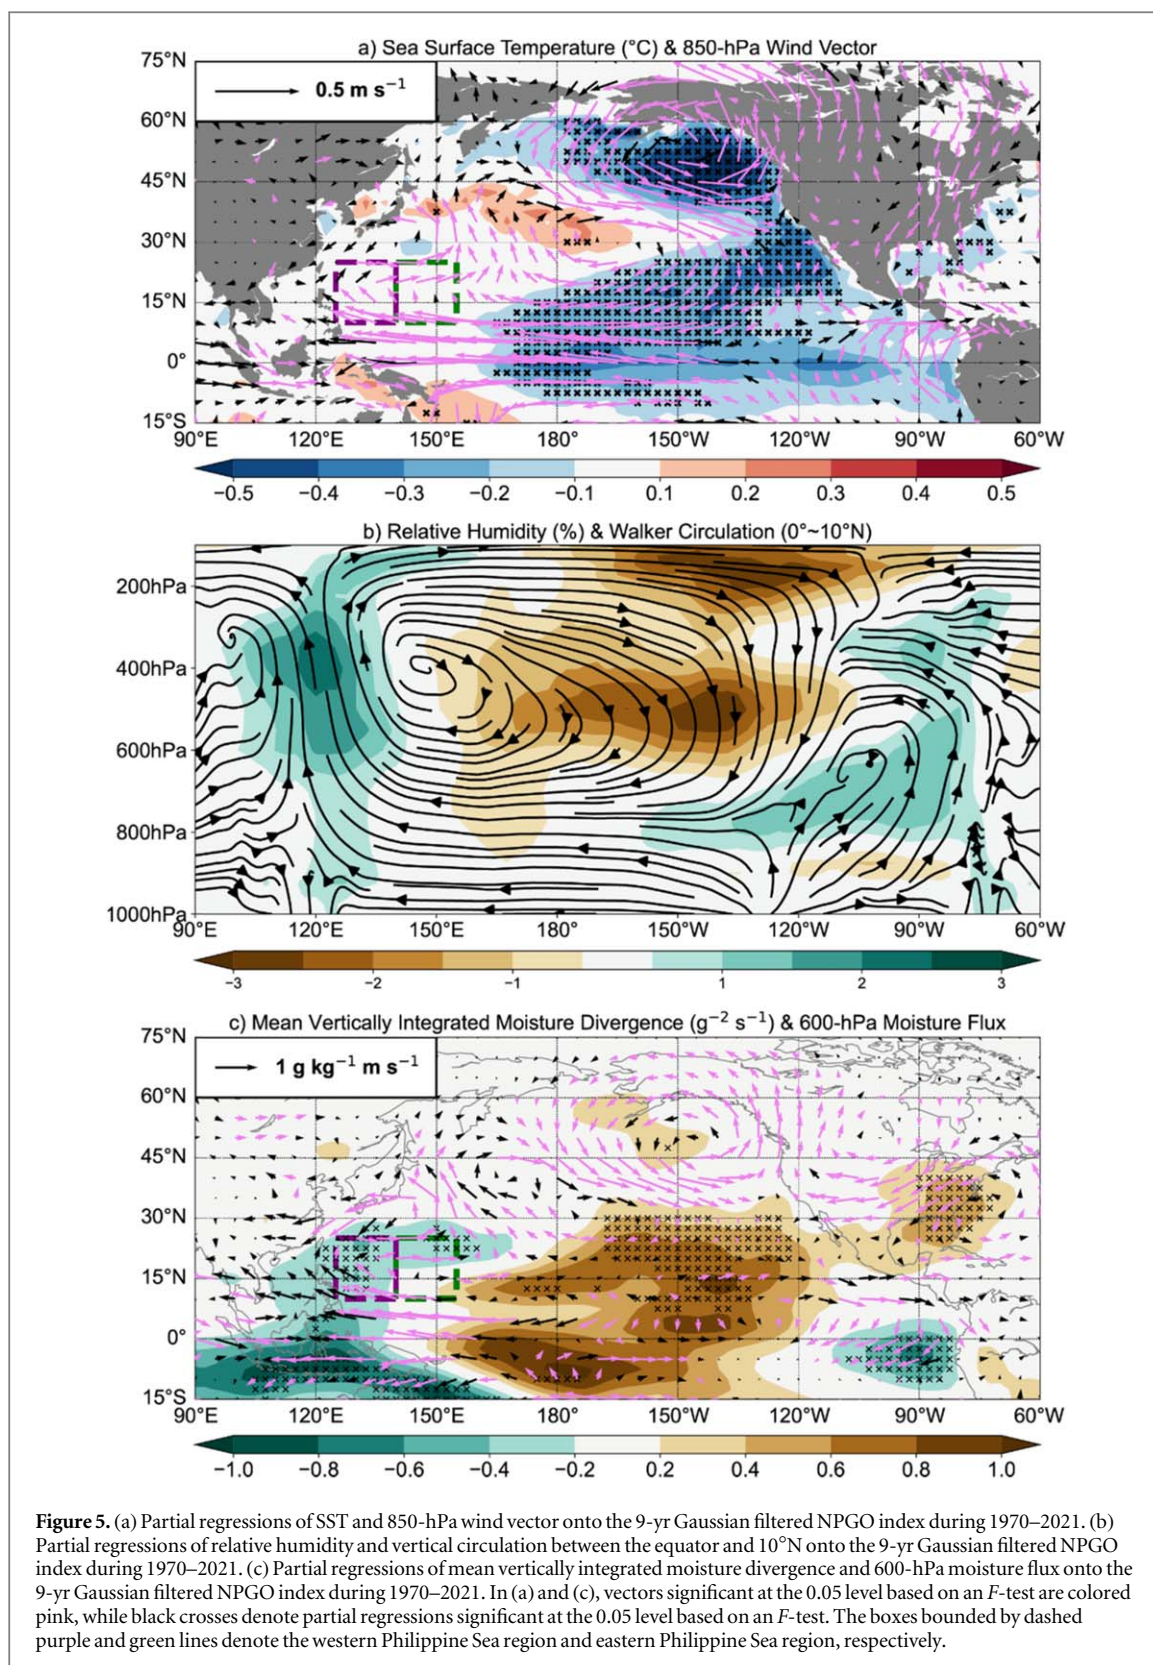 a) Sea Surface Temperature (°C) & 850-hPa Wind Vector
0.5 m s⁻¹
75°N
60°N
45°N
30°N
15°N
0°
15°S
90°E 120°E 150°E 180° 150°W 120°W 90°W 60°W
−0.5 −0.4 −0.3 −0.2 −0.1 0.1 0.2 0.3 0.4 0.5
b) Relative Humidity (%) & Walker Circulation (0°~10°N)
200hPa
400hPa
600hPa
800hPa
1000hPa
90°E 120°E 150°E 180° 150°W 120°W 90°W 60°W
−3 −2 −1 1 2 3
c) Mean Vertically Integrated Moisture Divergence (g⁻² s⁻¹) & 600-hPa Moisture Flux
1 g kg⁻¹ m s⁻¹
75°N
60°N
45°N
30°N
15°N
0°
15°S
90°E 120°E 150°E 180° 150°W 120°W 90°W 60°W
−1.0 −0.8 −0.6 −0.4 −0.2 0.2 0.4 0.6 0.8 1.0
Figure 5. (a) Partial regressions of SST and 850-hPa wind vector onto the 9-yr Gaussian filtered NPGO index during 1970–2021. (b)
Partial regressions of relative humidity and vertical circulation between the equator and 10°N onto the 9-yr Gaussian filtered NPGO
index during 1970–2021. (c) Partial regressions of mean vertically integrated moisture divergence and 600-hPa moisture flux onto the
9-yr Gaussian filtered NPGO index during 1970–2021. In (a) and (c), vectors significant at the 0.05 level based on an F-test are colored
pink, while black crosses denote partial regressions significant at the 0.05 level based on an F-test. The boxes bounded by dashed
purple and green lines denote the western Philippine Sea region and eastern Philippine Sea region, respectively.